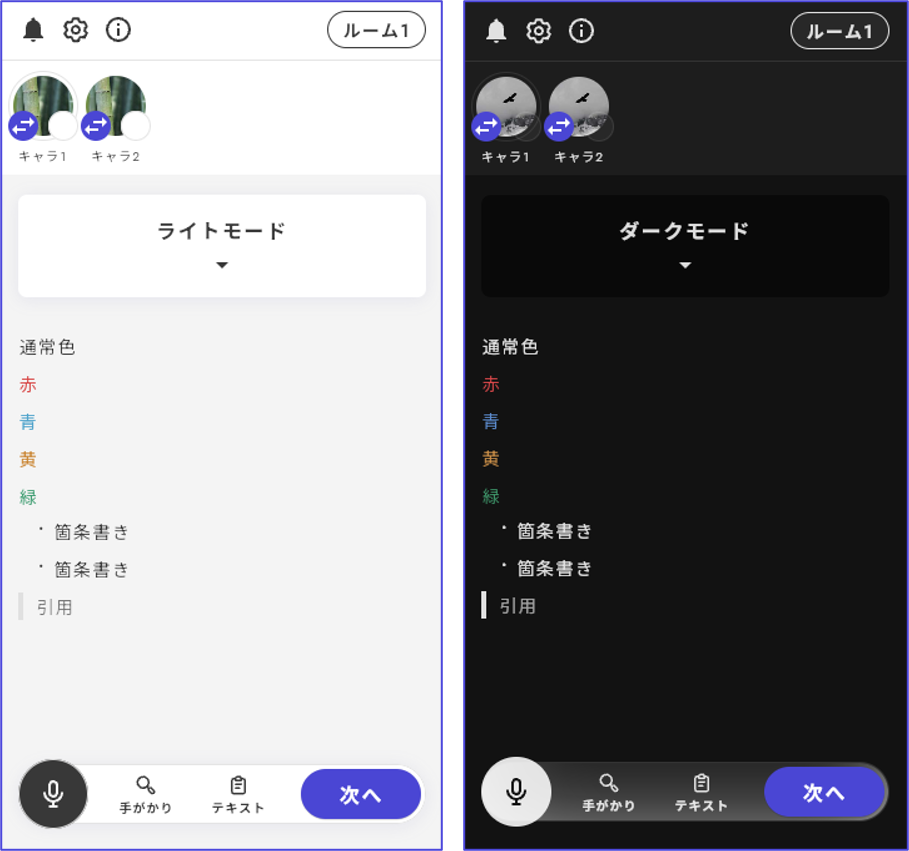 ルーム1
キャラ1 キャラ2
ライトモード
通常色
赤
青
黄
緑
・ 箇条書き
・ 箇条書き
引用
手がかり テキスト 次へ
ルーム1
キャラ1 キャラ2
ダークモード
通常色
赤
青
黄
緑
・ 箇条書き
・ 箇条書き
引用
手がかり テキスト 次へ